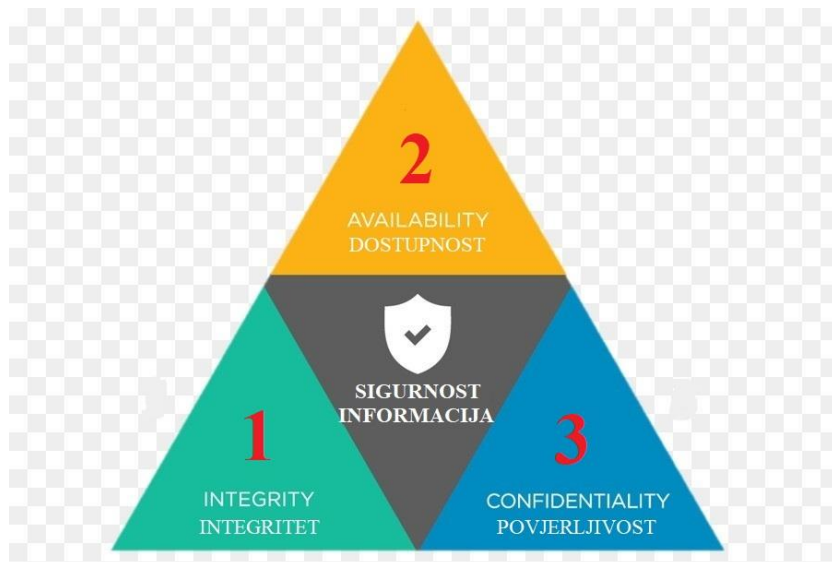 2
AVAILABILITY
DOSTUPNOST
SIGURNOST
INFORMACIJA
1
INTEGRITY
INTEGRITET
3
CONFIDENTIALITY
POVJERLJIVOST